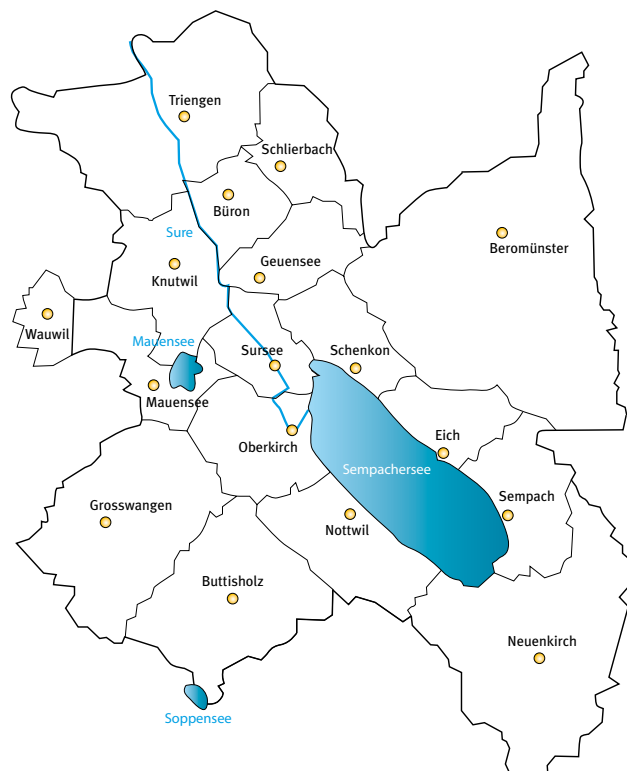 Triengen
Schlierbach
Büron
Sure
Beromünster
Geuensee
Knutwil
Wauwil
Mauensee
Sursee
Schenkon
Mauensee
Eich
Oberkirch
Sempachersee
Sempach
Grosswangen
Nottwil
Buttisholz
Neuenkirch
Soppensee